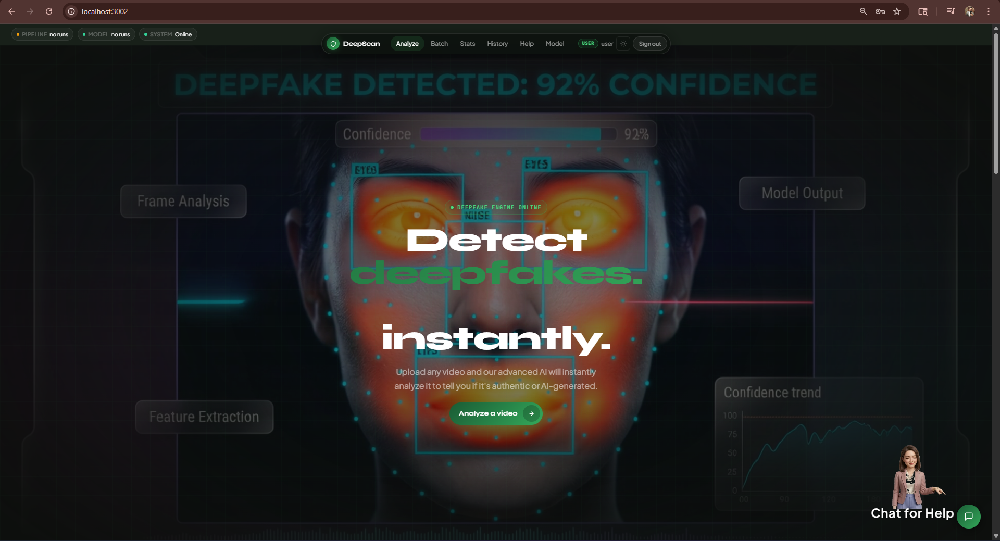 localhost:3002
PIPELINE no runs MODEL no runs SYSTEM Online
DeepScan Analyze Batch Stats History Help Model USER user Sign out
DEEPFAKE DETECTED: 92% CONFIDENCE
Confidence 92%
EYES
Frame Analysis
Model Output
DEEPFAKE ENGINE ONLINE
Detect
deepfakes.
instantly.
LIPS
Upload any video and our advanced AI will instantly
analyze it to tell you if it's authentic or AI-generated.
Analyze a video
Feature Extraction
Confidence trend
100
75
50
25
0
00 90 120 180
Chat for Help